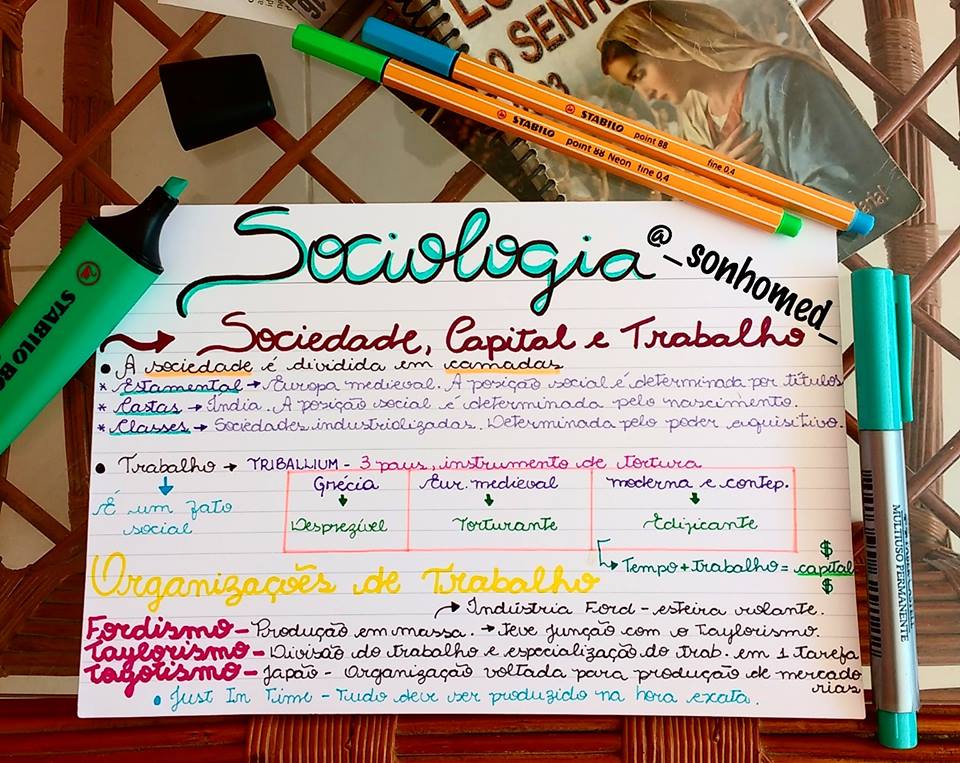 O SENHO
STABILO point 88 fine 0,4
STABILO point 88 Neon fine 0,4
STABILO BO
Sociologia
@_sonhomed_
Sociedade, Capital e Trabalho
• A sociedade é dividida em camadas
* Estamental → Europa medieval. A posição social é determinada por títulos
* Castas → Índia. A posição social é determinada pelo nascimento.
* Classes → Sociedades industrializadas. Determinada pelo poder aquisitivo.
• Trabalho → TRIBALLIUM - 3 paus, instrumento de tortura
É um fato
social
Grécia
Desprezível
Eur. medieval
Torturante
moderna e contep.
Edificante
$
Tempo + Trabalho = capital
$
Organizações de Trabalho
→ Indústria Ford - esteira rolante.
Fordismo - Produção em massa. → Teve junção com o Taylorismo.
Taylorismo - Divisão do trabalho e especialização do trab. em 1 tarefa
Toyotismo - Japão - Organização voltada para produção de mercado
rias
• Just In Time - Tudo deve ser produzido na hora exata.
MULTIUSO PERMANENTE